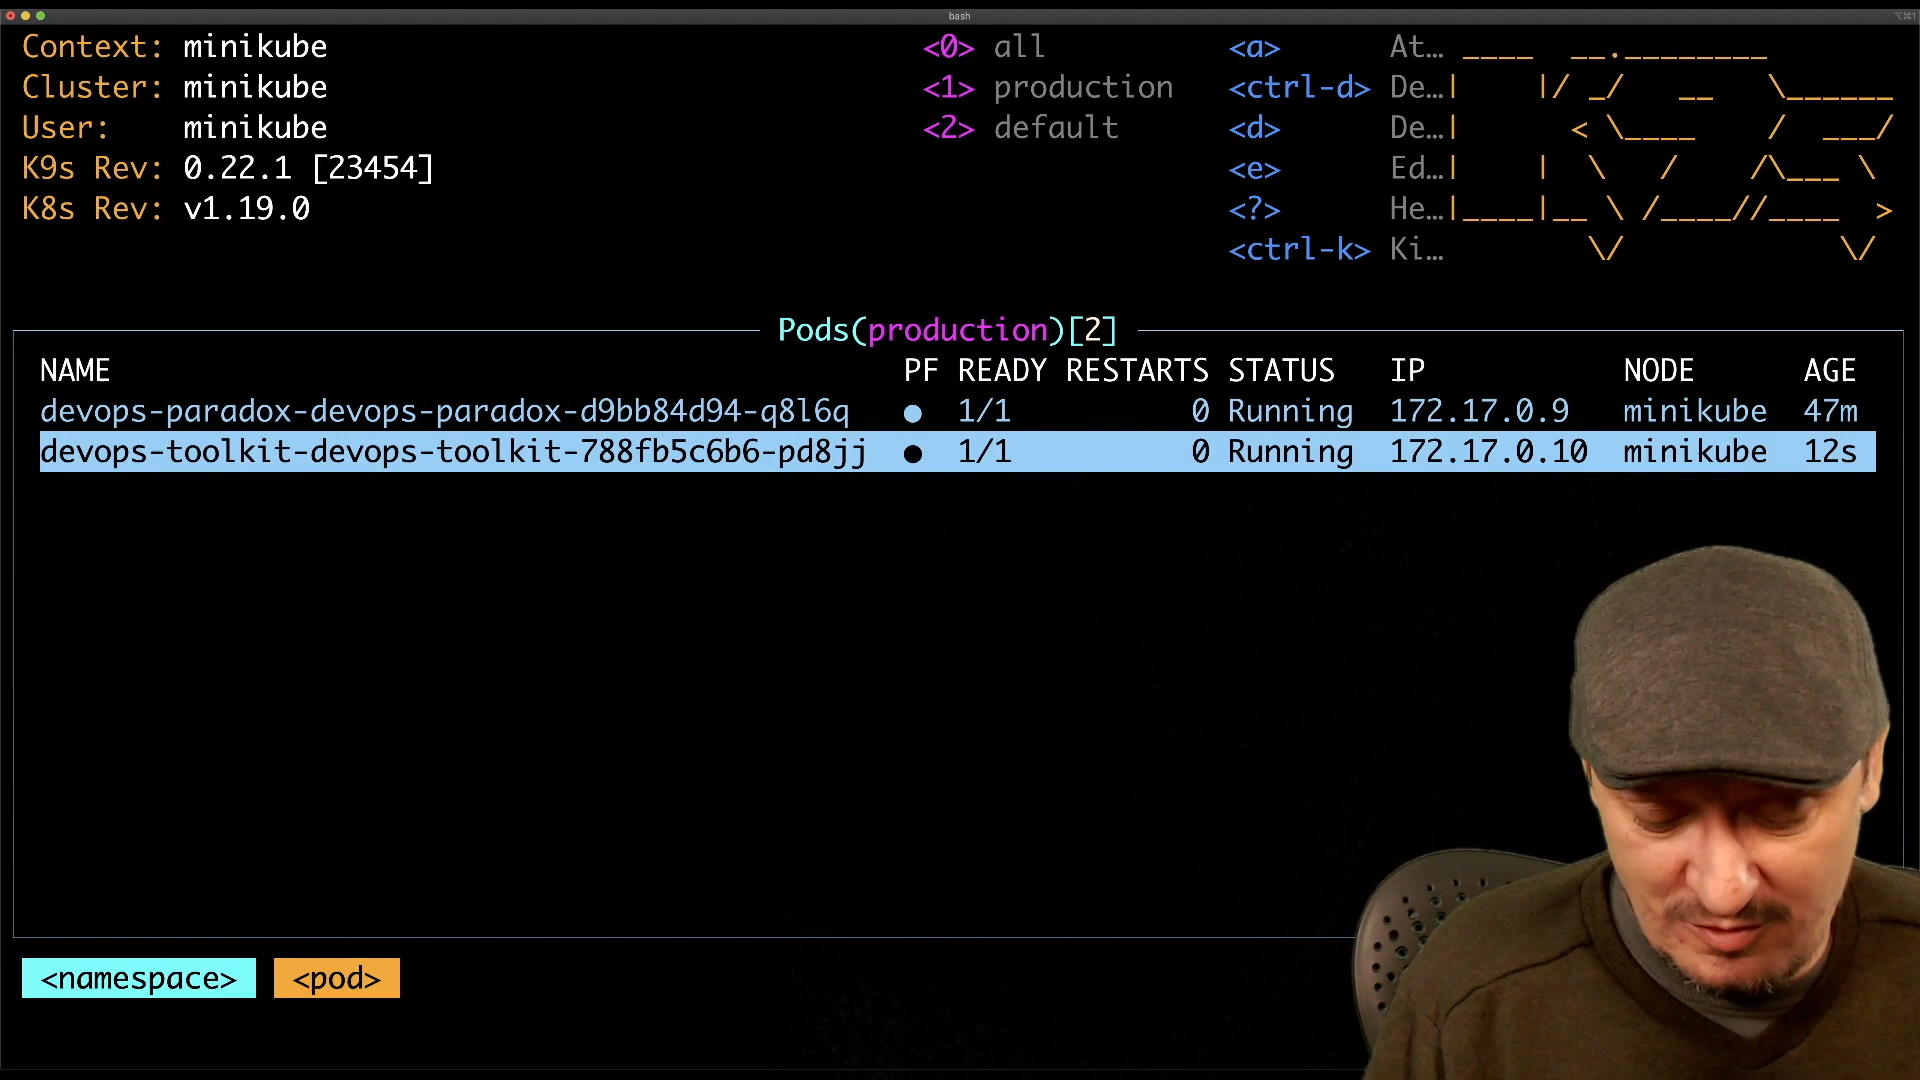 bash
⌥⌘1
Context: minikube
Cluster: minikube
User: minikube
K9s Rev: 0.22.1 [23454]
K8s Rev: v1.19.0
<0> all
<1> production
<2> default
<a> At…
<ctrl-d> De…
<d> De…
<e> Ed…
<?> He…
<ctrl-k> Ki…
Pods(production)[2]
NAME PF READY RESTARTS STATUS IP NODE AGE
devops-paradox-devops-paradox-d9bb84d94-q8l6q ● 1/1 0 Running 172.17.0.9 minikube 47m
devops-toolkit-devops-toolkit-788fb5c6b6-pd8jj ● 1/1 0 Running 172.17.0.10 minikube 12s
<namespace> <pod>